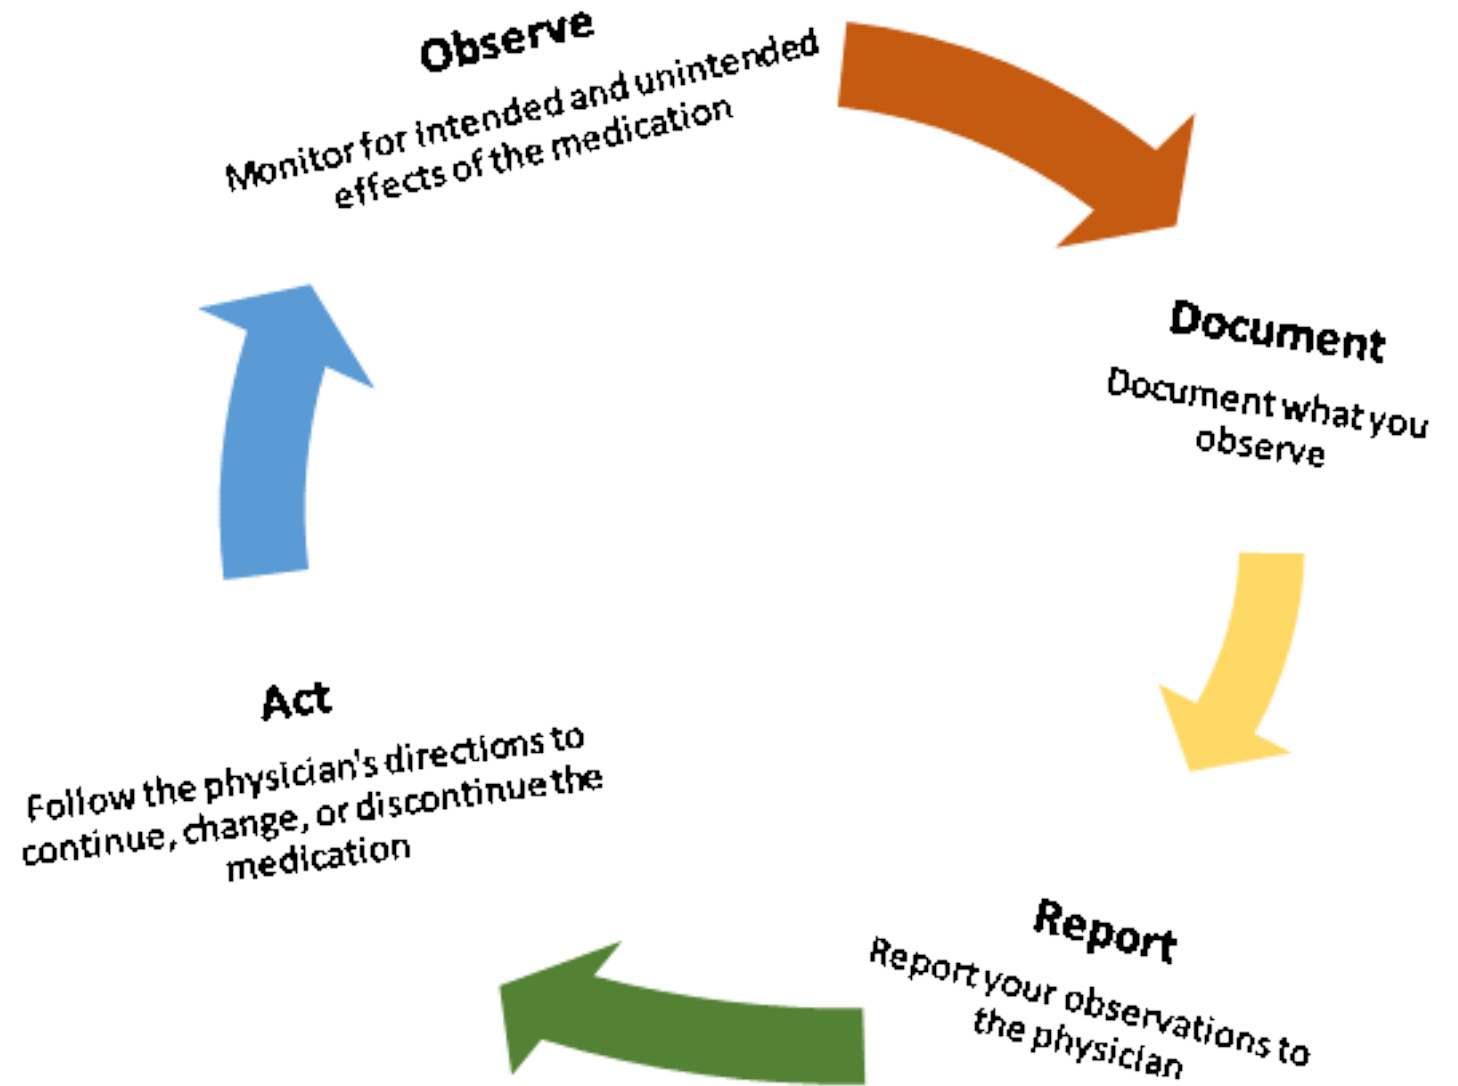 Observe
Monitor for intended and unintended
effects of the medication
Document
Document what you
observe
Report
Report your observations to
the physician
Act
Follow the physician's directions to
continue, change, or discontinue the
medication